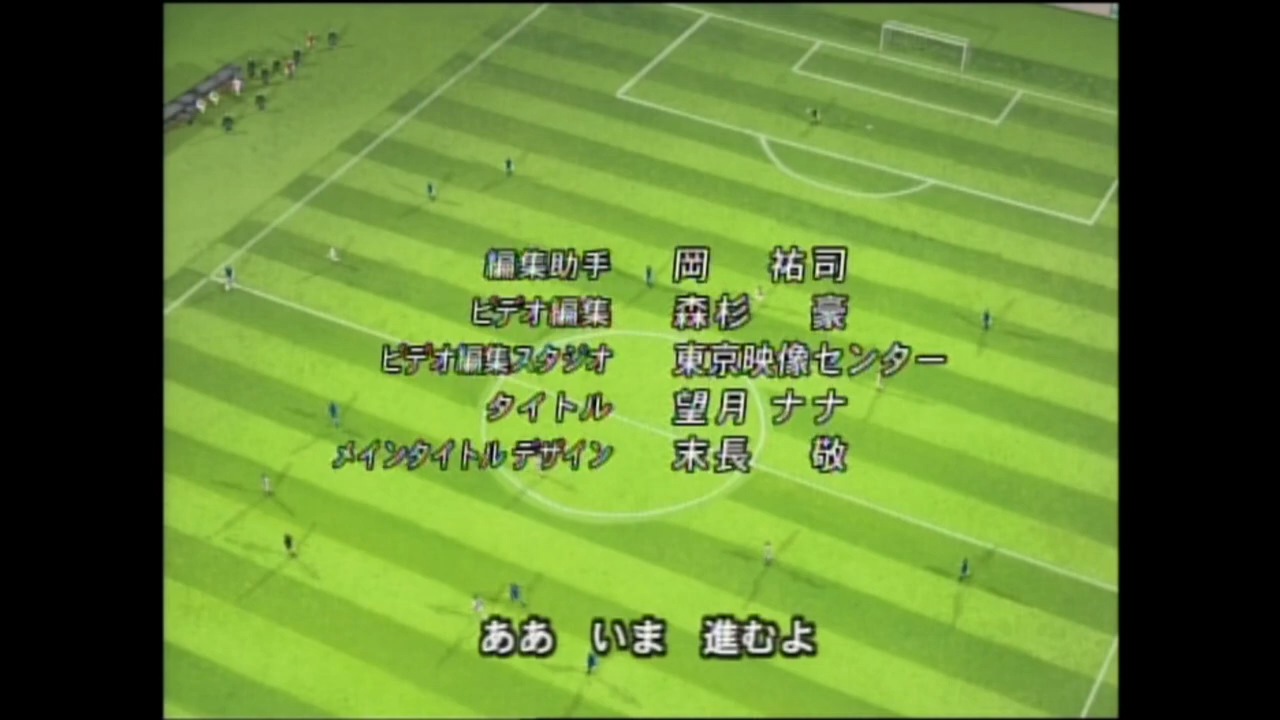 編集助手 岡 祐司
ビデオ編集 森杉 豪
ビデオ編集スタジオ 東京映像センター
タイトル 望月 ナナ
メインタイトルデザイン 末長 敬
ああ いま 進むよ